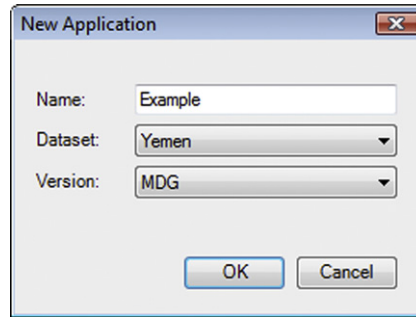 New Application
Name: Example
Dataset: Yemen
Version: MDG
OK Cancel